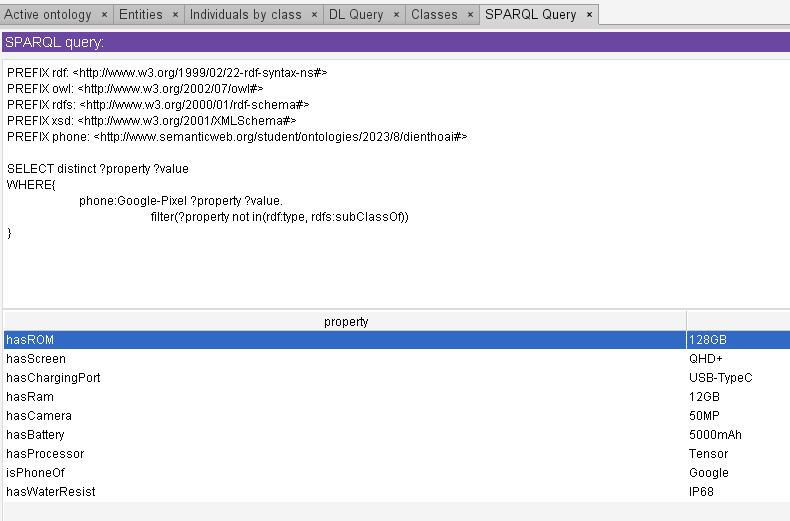 Active ontology × Entities × Individuals by class × DL Query × Classes × SPARQL Query ×
SPARQL query:
PREFIX rdf: <http://www.w3.org/1999/02/22-rdf-syntax-ns#>
PREFIX owl: <http://www.w3.org/2002/07/owl#>
PREFIX rdfs: <http://www.w3.org/2000/01/rdf-schema#>
PREFIX xsd: <http://www.w3.org/2001/XMLSchema#>
PREFIX phone: <http://www.semanticweb.org/student/ontologies/2023/8/dienthoai#>
SELECT distinct ?property ?value
WHERE{
phone:Google-Pixel ?property ?value.
filter(?property not in(rdf:type, rdfs:subClassOf))
}
property
hasROM 128GB
hasScreen QHD+
hasChargingPort USB-TypeC
hasRam 12GB
hasCamera 50MP
hasBattery 5000mAh
hasProcessor Tensor
isPhoneOf Google
hasWaterResist IP68